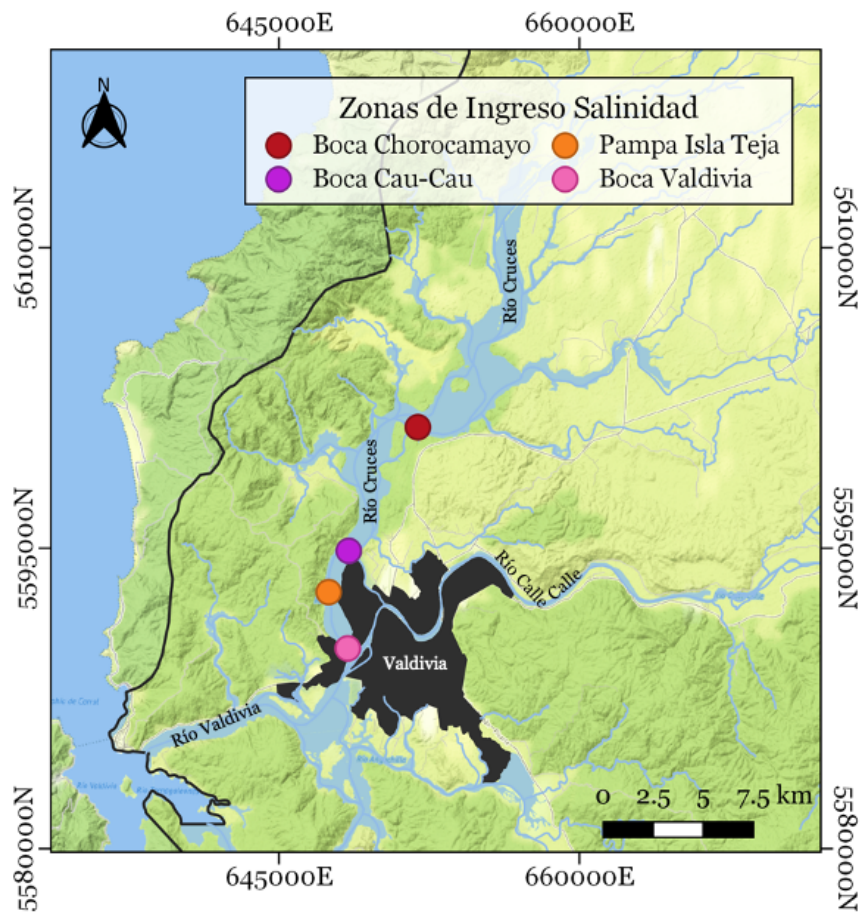 645000E 660000E
N
Zonas de Ingreso Salinidad
Boca Chorocamayo Pampa Isla Teja
Boca Cau-Cau Boca Valdivia
5610000N 5610000N
Río Cruces
Río Cruces
5595000N 5595000N
Río Calle Calle
Valdivia
Río Valdivia
Río Valdivia
0 2.5 5 7.5 km
5580000N 5580000N
645000E 660000E